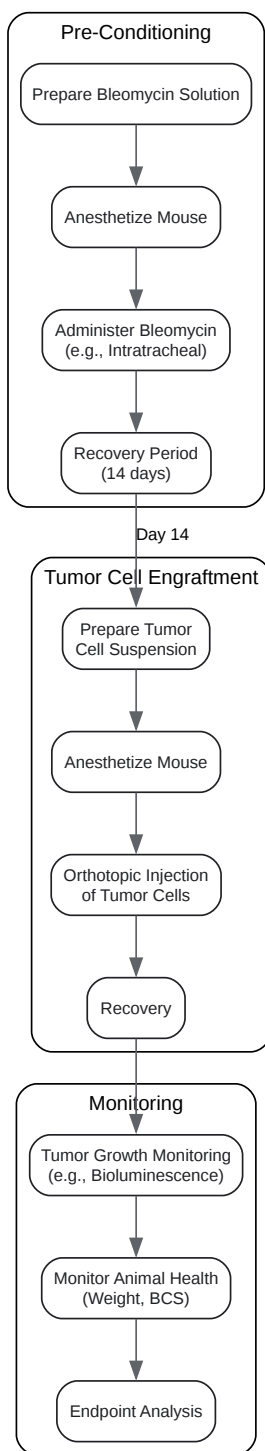 Pre-Conditioning
Prepare Bleomycin Solution
Anesthetize Mouse
Administer Bleomycin
(e.g., Intratracheal)
Recovery Period
(14 days)
Day 14
Tumor Cell Engraftment
Prepare Tumor
Cell Suspension
Anesthetize Mouse
Orthotopic Injection
of Tumor Cells
Recovery
Monitoring
Tumor Growth Monitoring
(e.g., Bioluminescence)
Monitor Animal Health
(Weight, BCS)
Endpoint Analysis